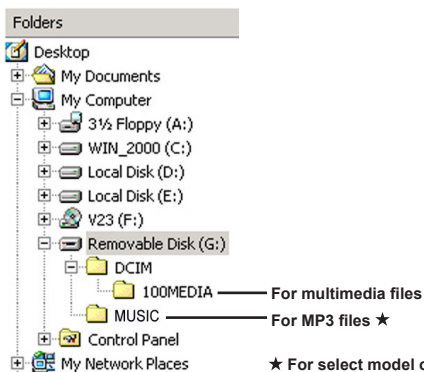 Folders
Desktop
My Documents
My Computer
3½ Floppy (A:)
WIN_2000 (C:)
Local Disk (D:)
Local Disk (E:)
V23 (F:)
Removable Disk (G:)
DCIM
100MEDIA For multimedia files
MUSIC For MP3 files ★
Control Panel
My Network Places ★ For select model